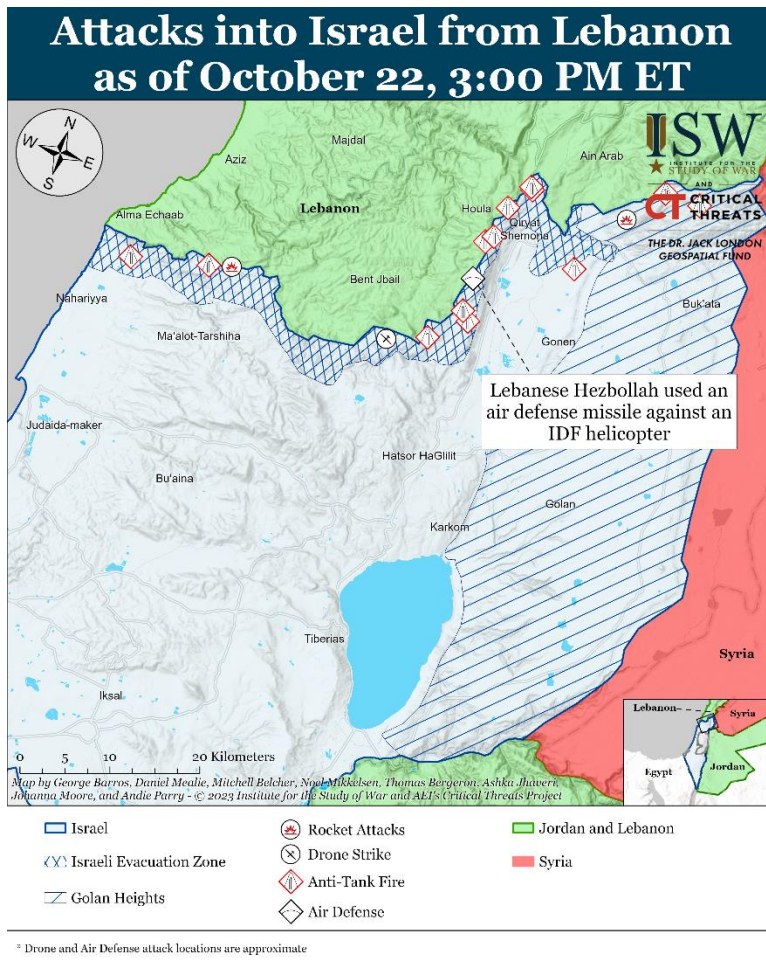 Attacks into Israel from Lebanon
as of October 22, 3:00 PM ET
N
W
E
S
Majdal
Aziz
Ain Arab
ISW
INSTITUTE FOR THE
STUDY OF WAR
AND
CT CRITICAL
THREATS
THE DR. JACK LONDON
GEOSPATIAL FUND
Lebanon
Houla
Alma Echaab
Qiryat
Shemona
Bent Jbail
Nahariyya
Buk'ata
Ma'alot-Tarshiha
Gonen
Lebanese Hezbollah used an
air defense missile against an
IDF helicopter
Judaida-maker
Hatsor HaGlilit
Bu'aina
Golan
Karkom
Tiberias
Syria
Iksal
Lebanon
Syria
Egypt
Jordan
0 5 10 20 Kilometers
Map by George Barros, Daniel Mealie, Mitchell Belcher, Noel Mikkelsen, Thomas Bergeron, Ashka Jhaveri,
Johanna Moore, and Andie Parry - © 2023 Institute for the Study of War and AEI's Critical Threats Project
Israel
Israeli Evacuation Zone
Golan Heights
Rocket Attacks
Drone Strike
Anti-Tank Fire
Air Defense
Jordan and Lebanon
Syria
* Drone and Air Defense attack locations are approximate